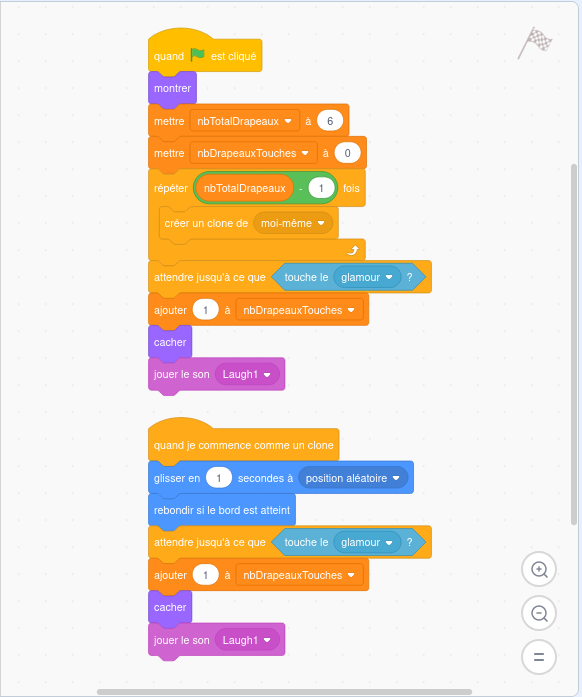 quand est cliqué
montrer
mettre nbTotalDrapeaux à 6
mettre nbDrapeauxTouches à 0
répéter nbTotalDrapeaux - 1 fois
créer un clone de moi-même
attendre jusqu'à ce que touche le glamour ?
ajouter 1 à nbDrapeauxTouches
cacher
jouer le son Laugh1
quand je commence comme un clone
glisser en 1 secondes à position aléatoire
rebondir si le bord est atteint
attendre jusqu'à ce que touche le glamour ?
ajouter 1 à nbDrapeauxTouches
cacher
jouer le son Laugh1